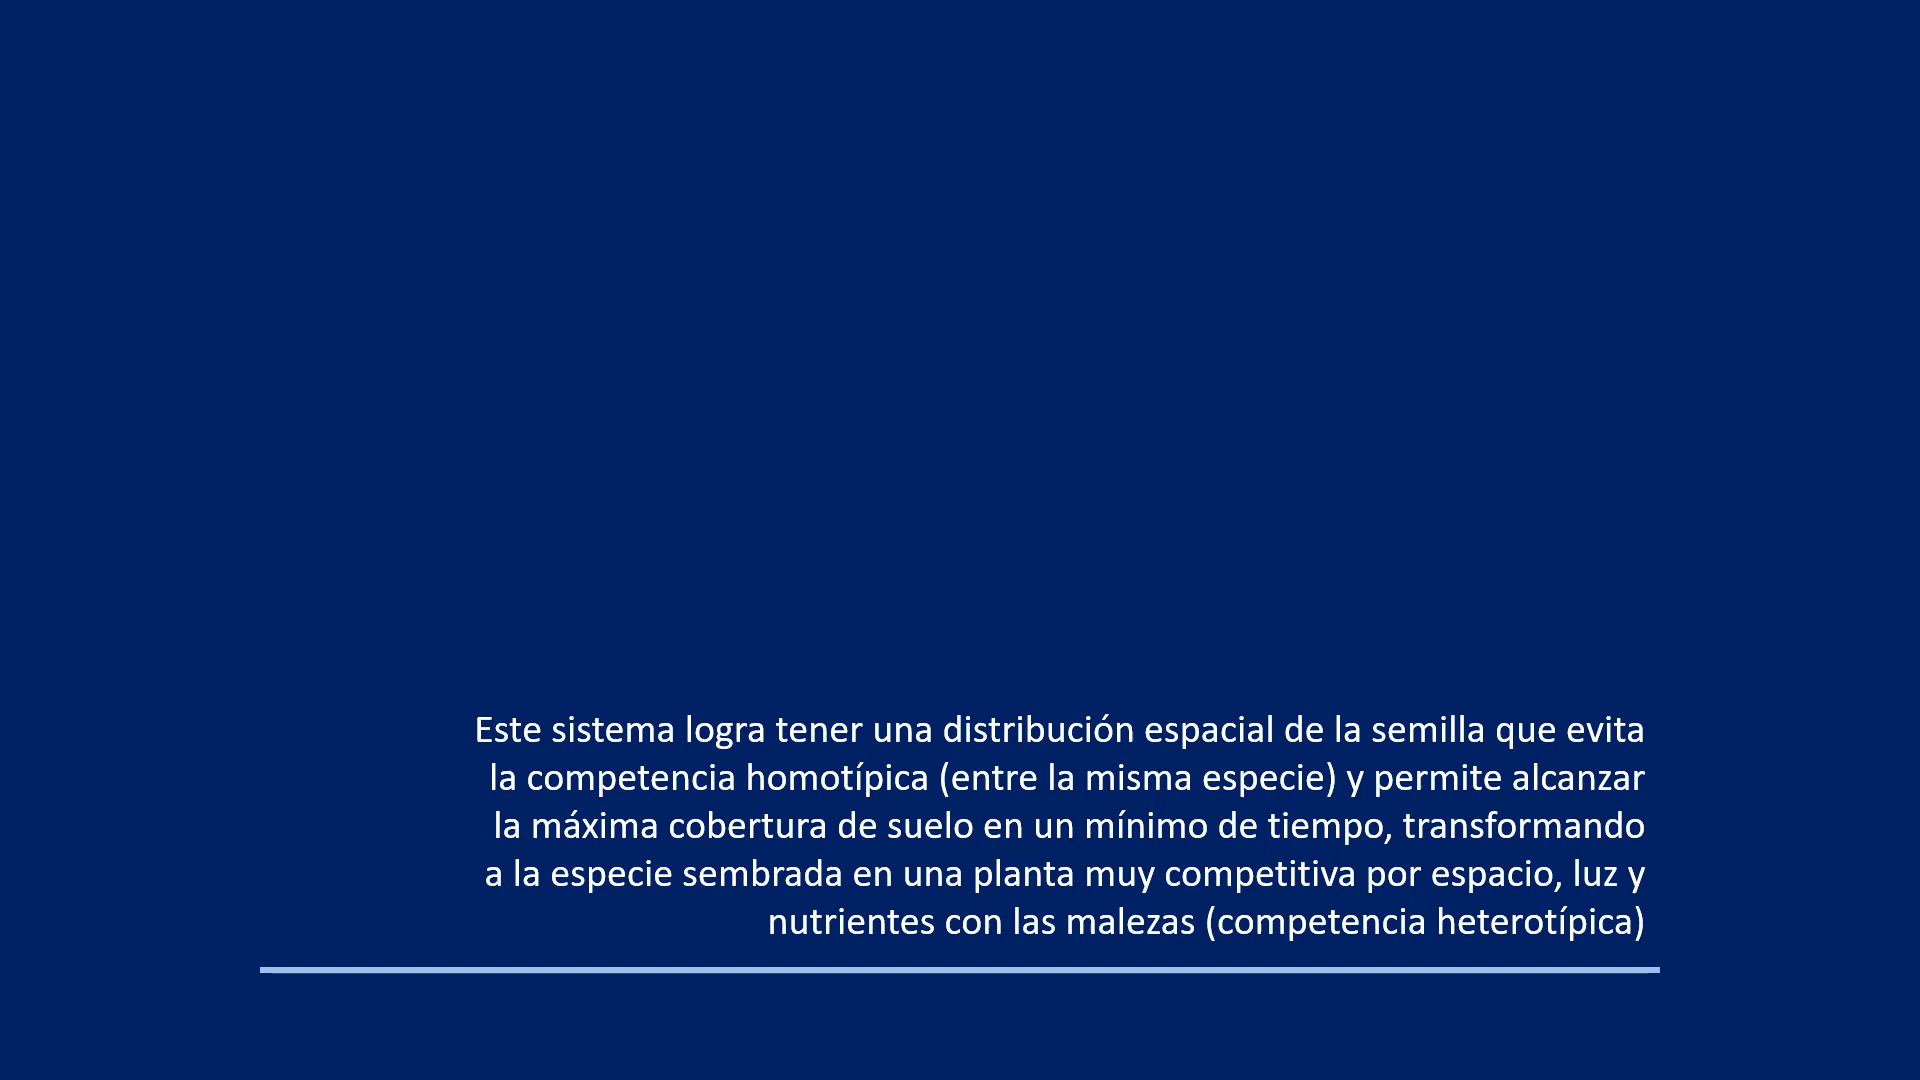 Este sistema logra tener una distribución espacial de la semilla que evita
la competencia homotípica (entre la misma especie) y permite alcanzar
la máxima cobertura de suelo en un mínimo de tiempo, transformando
a la especie sembrada en una planta muy competitiva por espacio, luz y
nutrientes con las malezas (competencia heterotípica)